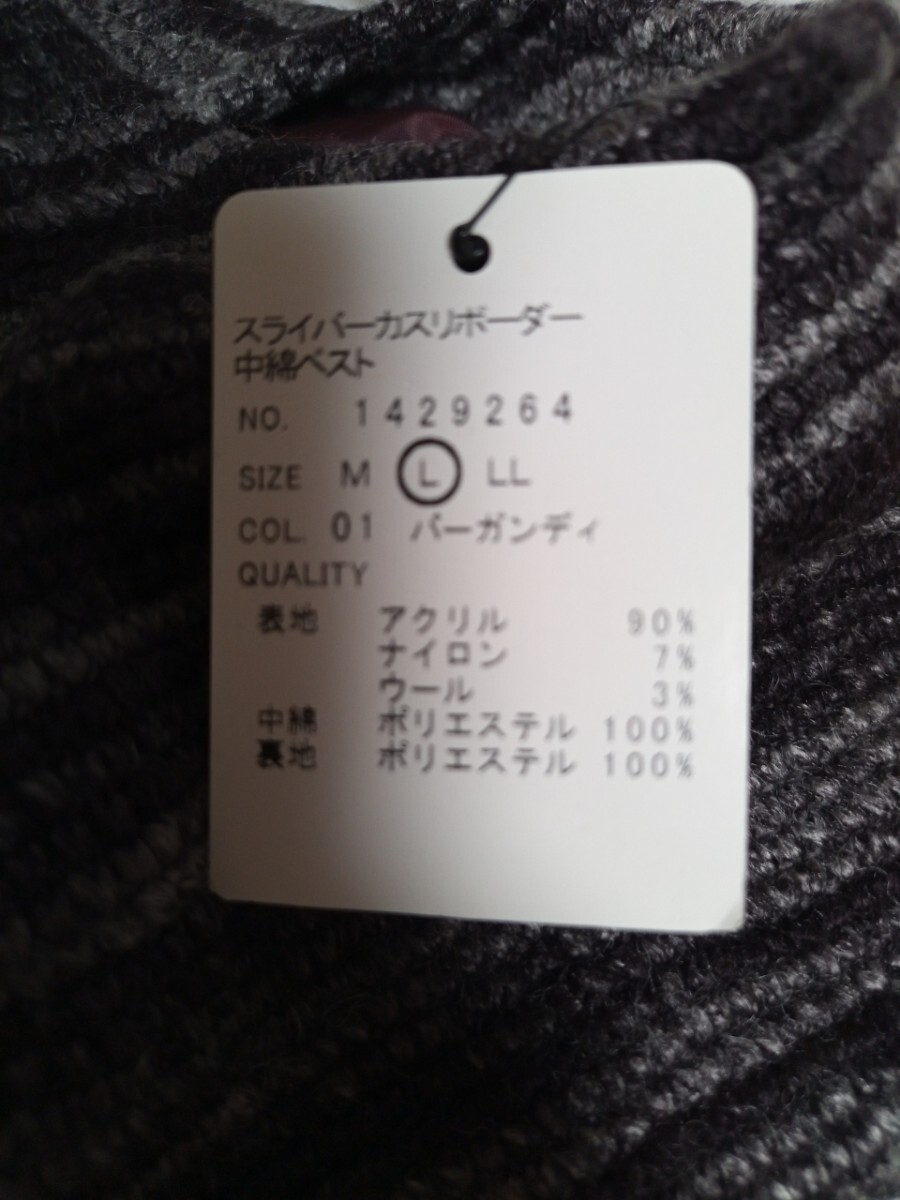 スライバーカスリボーダー
中綿ベスト
NO. 1429264
SIZE M L LL
COL. 01 バーガンディ
QUALITY
表地 アクリル 90%
ナイロン 7%
ウール 3%
中綿 ポリエステル 100%
裏地 ポリエステル 100%